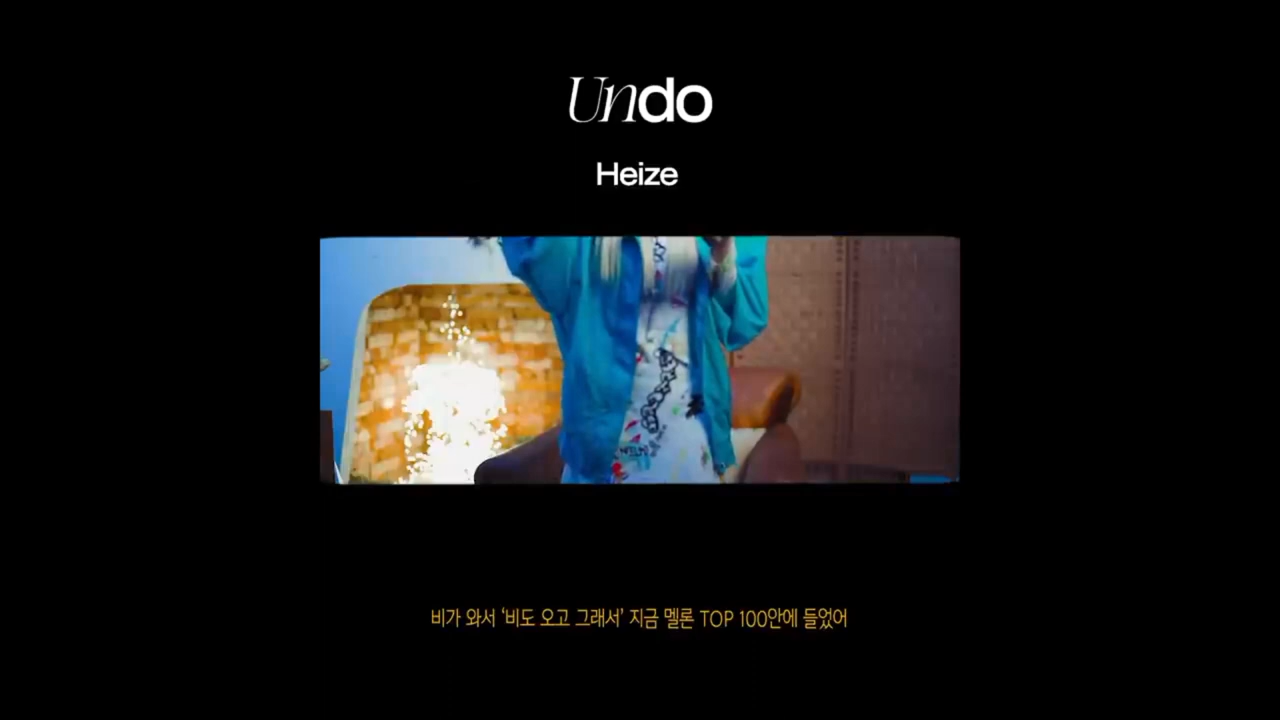 Undo
Heize
비가 와서 ‘비도 오고 그래서’ 지금 멜론 TOP 100안에 들었어